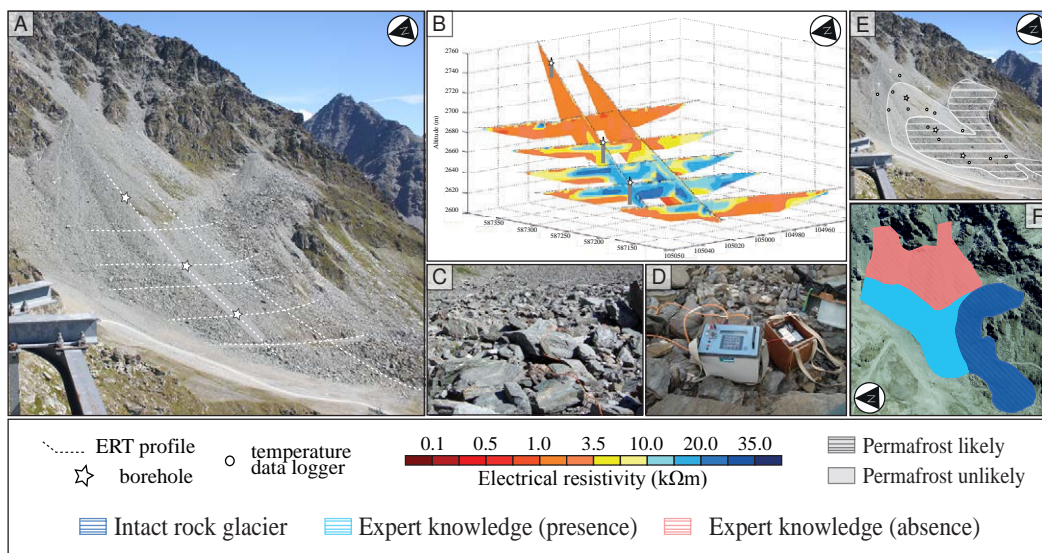 A
N
B
N
2760
2740
2720
2700
2680
2660
2640
2620
2600
Altitude (m)
587350
587300
587250
587200
587150
105050
105040
105020
105000
104980
104960
C
D
E
N
F
N
ERT profile
borehole
temperature
data logger
0.1 0.5 1.0 3.5 10.0 20.0 35.0
Electrical resistivity (kΩm)
Permafrost likely
Permafrost unlikely
Intact rock glacier
Expert knowledge (presence)
Expert knowledge (absence)